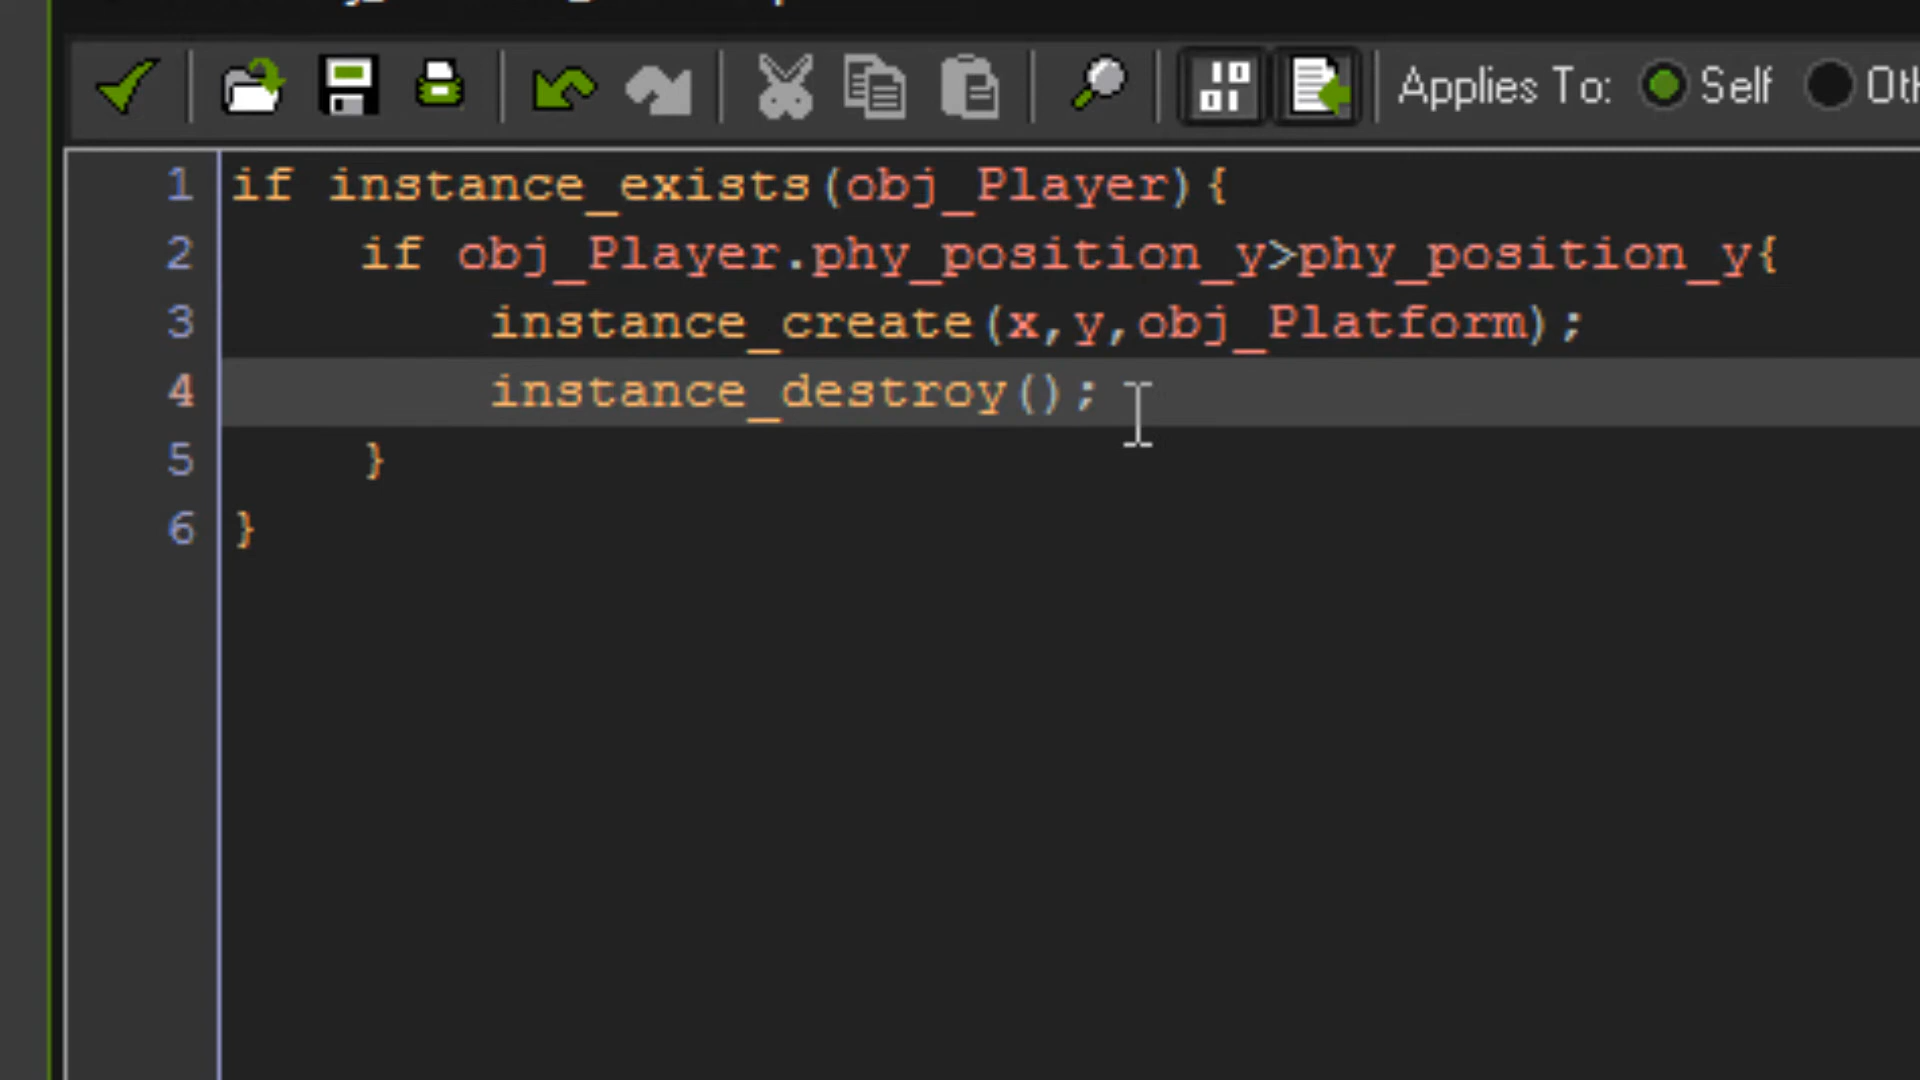 Applies To: Self
1 if instance_exists(obj_Player){
2 if obj_Player.phy_position_y>phy_position_y{
3 instance_create(x,y,obj_Platform);
4 instance_destroy();
5 }
6 }